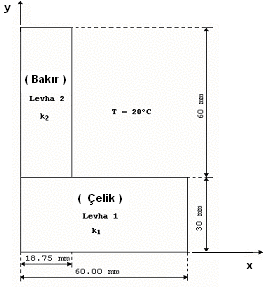 y
( Bakır )
Levha 2
k2
T = 20°C
60 mm
( Çelik )
Levha 1
k1
30 mm
18.75 mm
60.00 mm
x